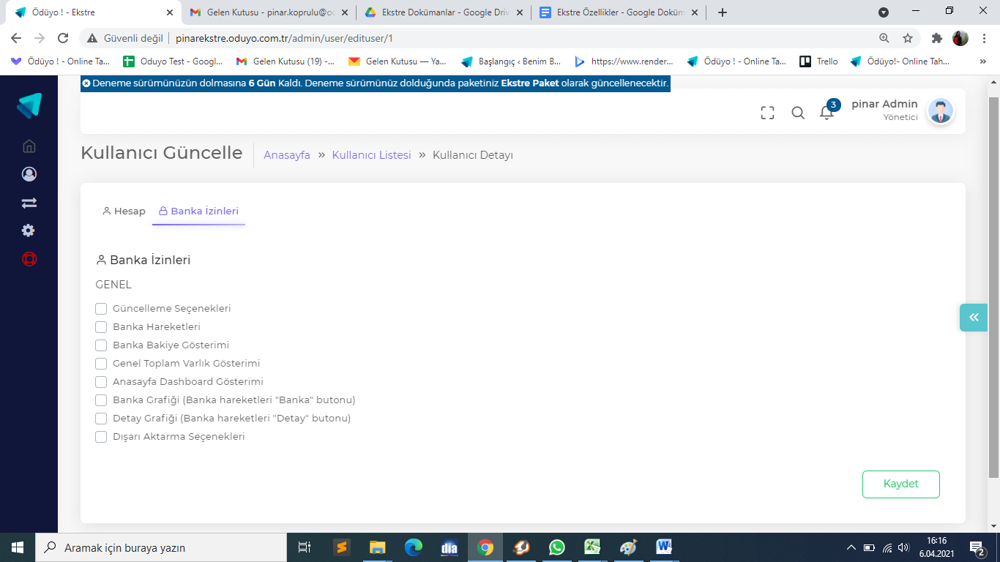 Ödüyo ! - Ekstre
Gelen Kutusu - pinar.koprulu@oc
Ekstre Dokümanlar - Google Driv
Ekstre Özellikler - Google Doküm
Güvenli değil
pinarekstre.oduyo.com.tr/admin/user/edituser/1
Ödüyo ! - Online Ta...
Oduyo Test - Googl...
Gelen Kutusu (19) -...
Gelen Kutusu — Ya...
Başlangıç ‹ Benim B...
https://www.render...
Ödüyo ! - Online Ta...
Trello
Ödüyo!- Online Tah...
»
Deneme sürümünüzün dolmasına 6 Gün Kaldı. Deneme sürümünüz dolduğunda paketiniz Ekstre Paket olarak güncellenecektir.
3
pinar Admin
Yönetici
Kullanıcı Güncelle
Anasayfa » Kullanıcı Listesi » Kullanıcı Detayı
Hesap
Banka İzinleri
Banka İzinleri
GENEL
Güncelleme Seçenekleri
Banka Hareketleri
Banka Bakiye Gösterimi
Genel Toplam Varlık Gösterimi
Anasayfa Dashboard Gösterimi
Banka Grafiği (Banka hareketleri "Banka" butonu)
Detay Grafiği (Banka hareketleri "Detay" butonu)
Dışarı Aktarma Seçenekleri
Kaydet
Aramak için buraya yazın
dia
16:16
6.04.2021
2